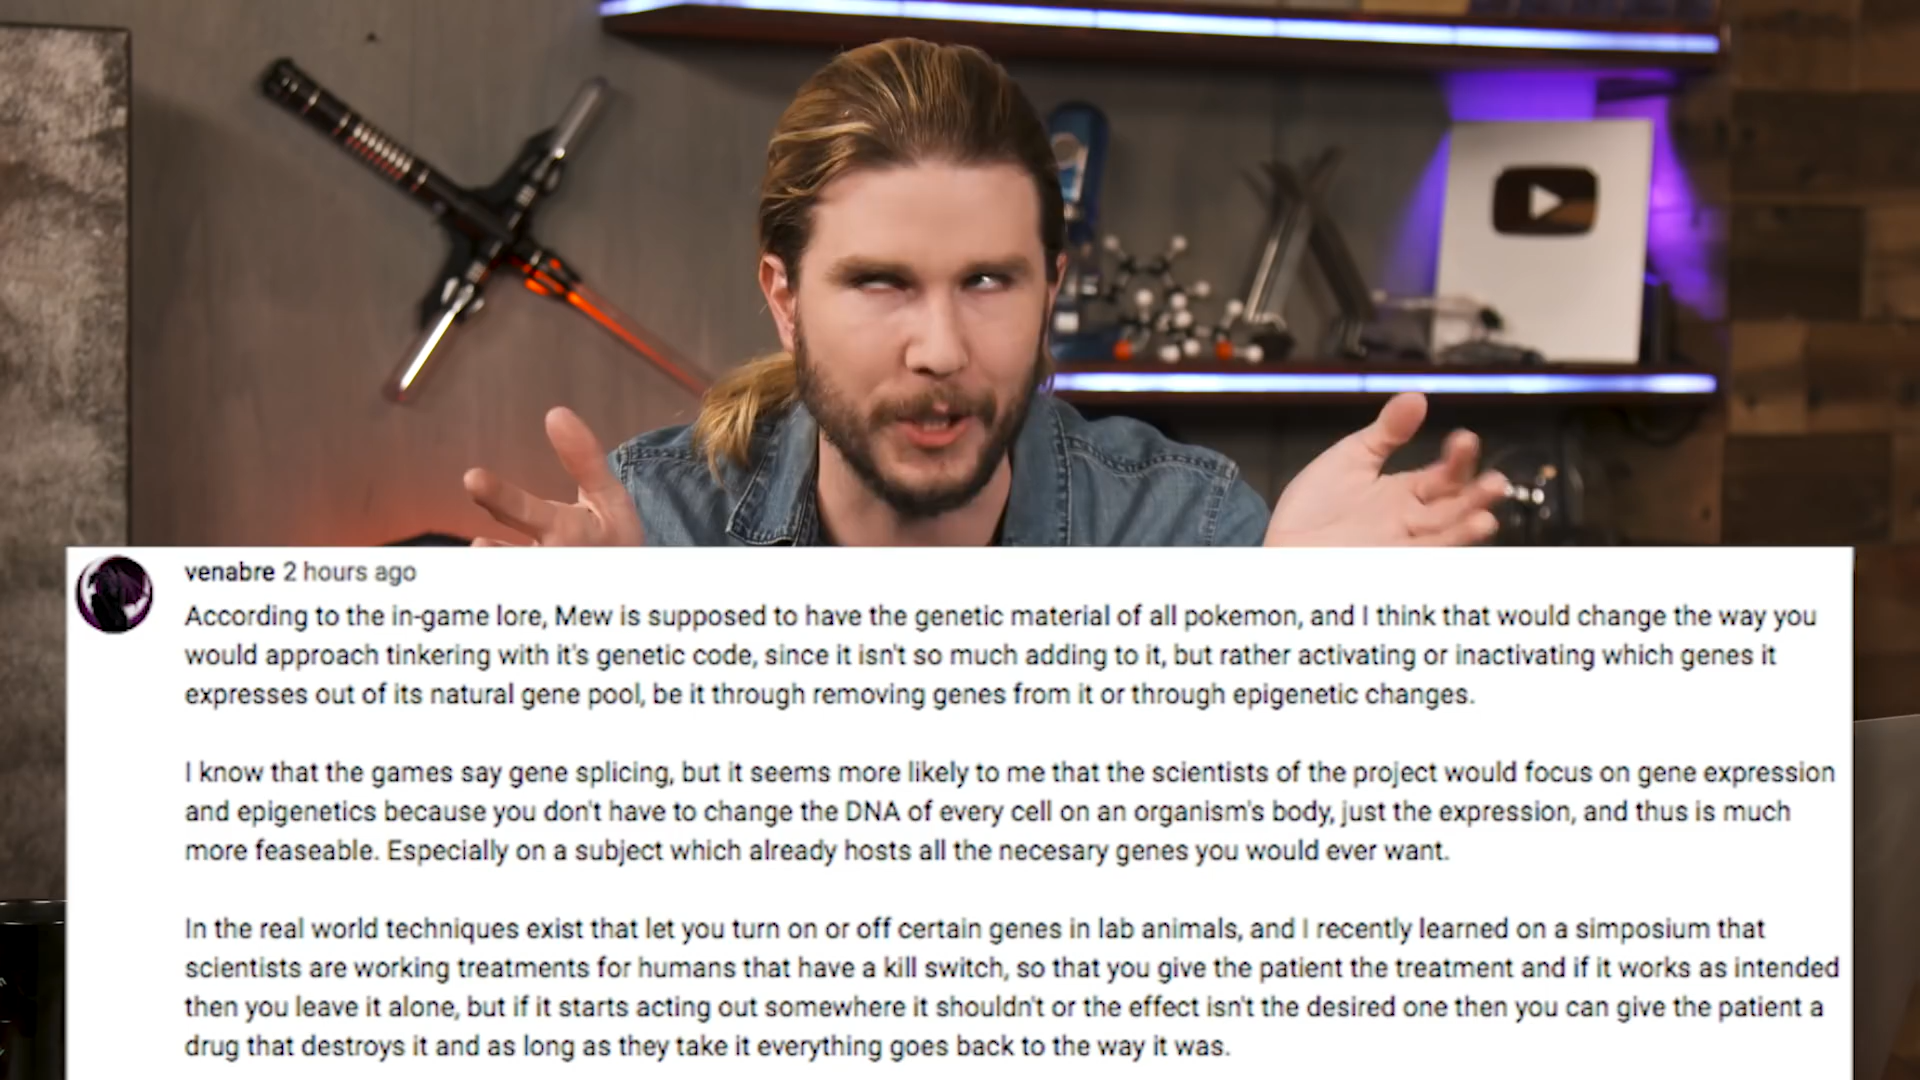 venabre 2 hours ago
According to the in-game lore, Mew is supposed to have the genetic material of all pokemon, and I think that would change the way you
would approach tinkering with it's genetic code, since it isn't so much adding to it, but rather activating or inactivating which genes it
expresses out of its natural gene pool, be it through removing genes from it or through epigenetic changes.
I know that the games say gene splicing, but it seems more likely to me that the scientists of the project would focus on gene expression
and epigenetics because you don't have to change the DNA of every cell on an organism's body, just the expression, and thus is much
more feaseable. Especially on a subject which already hosts all the necesary genes you would ever want.
In the real world techniques exist that let you turn on or off certain genes in lab animals, and I recently learned on a simposium that
scientists are working treatments for humans that have a kill switch, so that you give the patient the treatment and if it works as intended
then you leave it alone, but if it starts acting out somewhere it shouldn't or the effect isn't the desired one then you can give the patient a
drug that destroys it and as long as they take it everything goes back to the way it was.